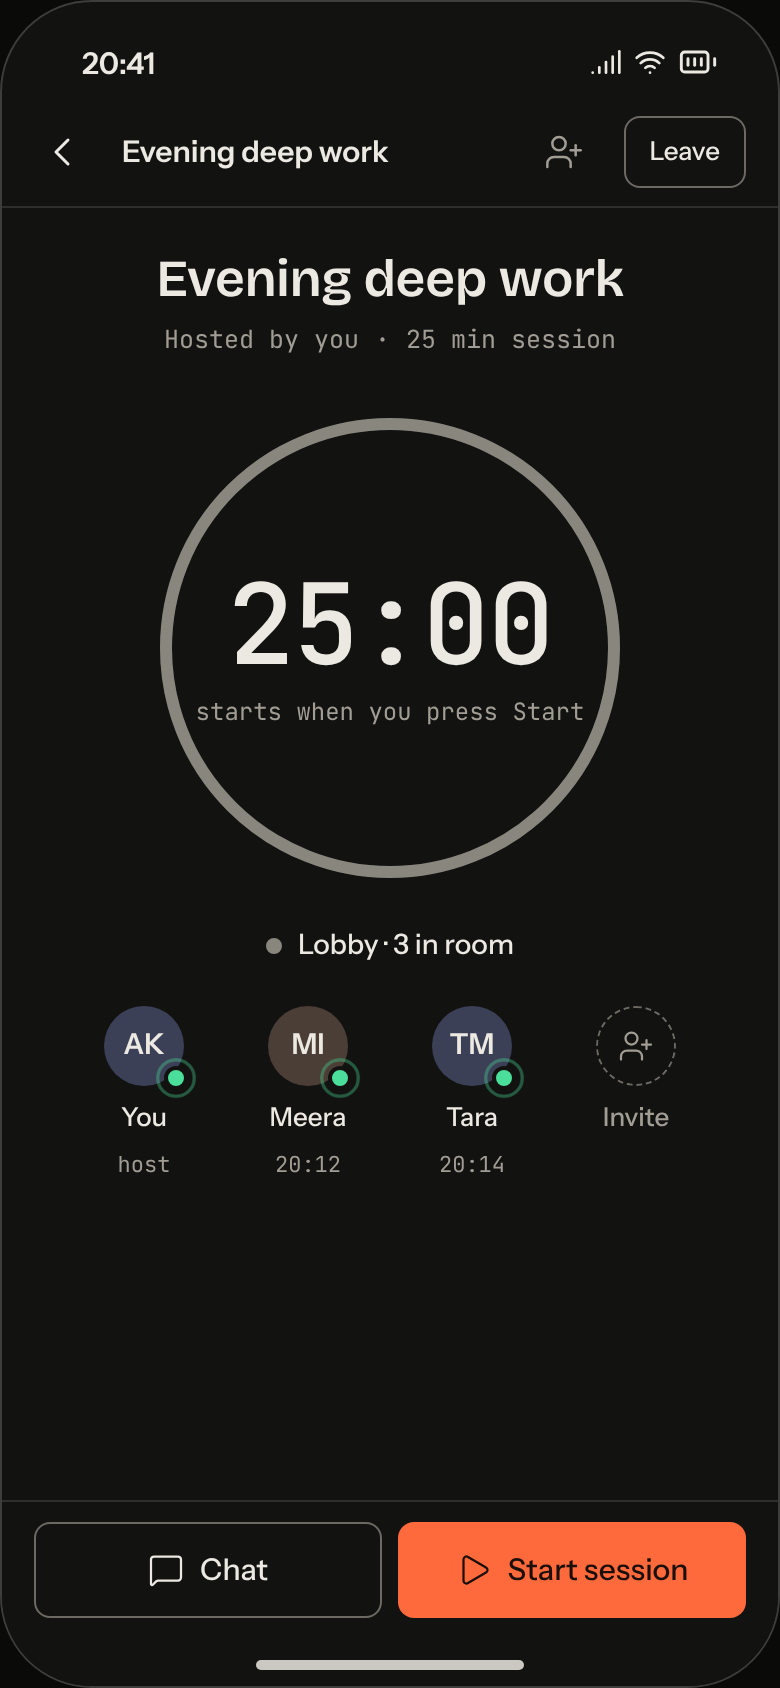 20:41
Evening deep work
Leave
Evening deep work
Hosted by you · 25 min session
25:00
starts when you press Start
Lobby · 3 in room
AK MI TM
You Meera Tara Invite
host 20:12 20:14
Chat Start session